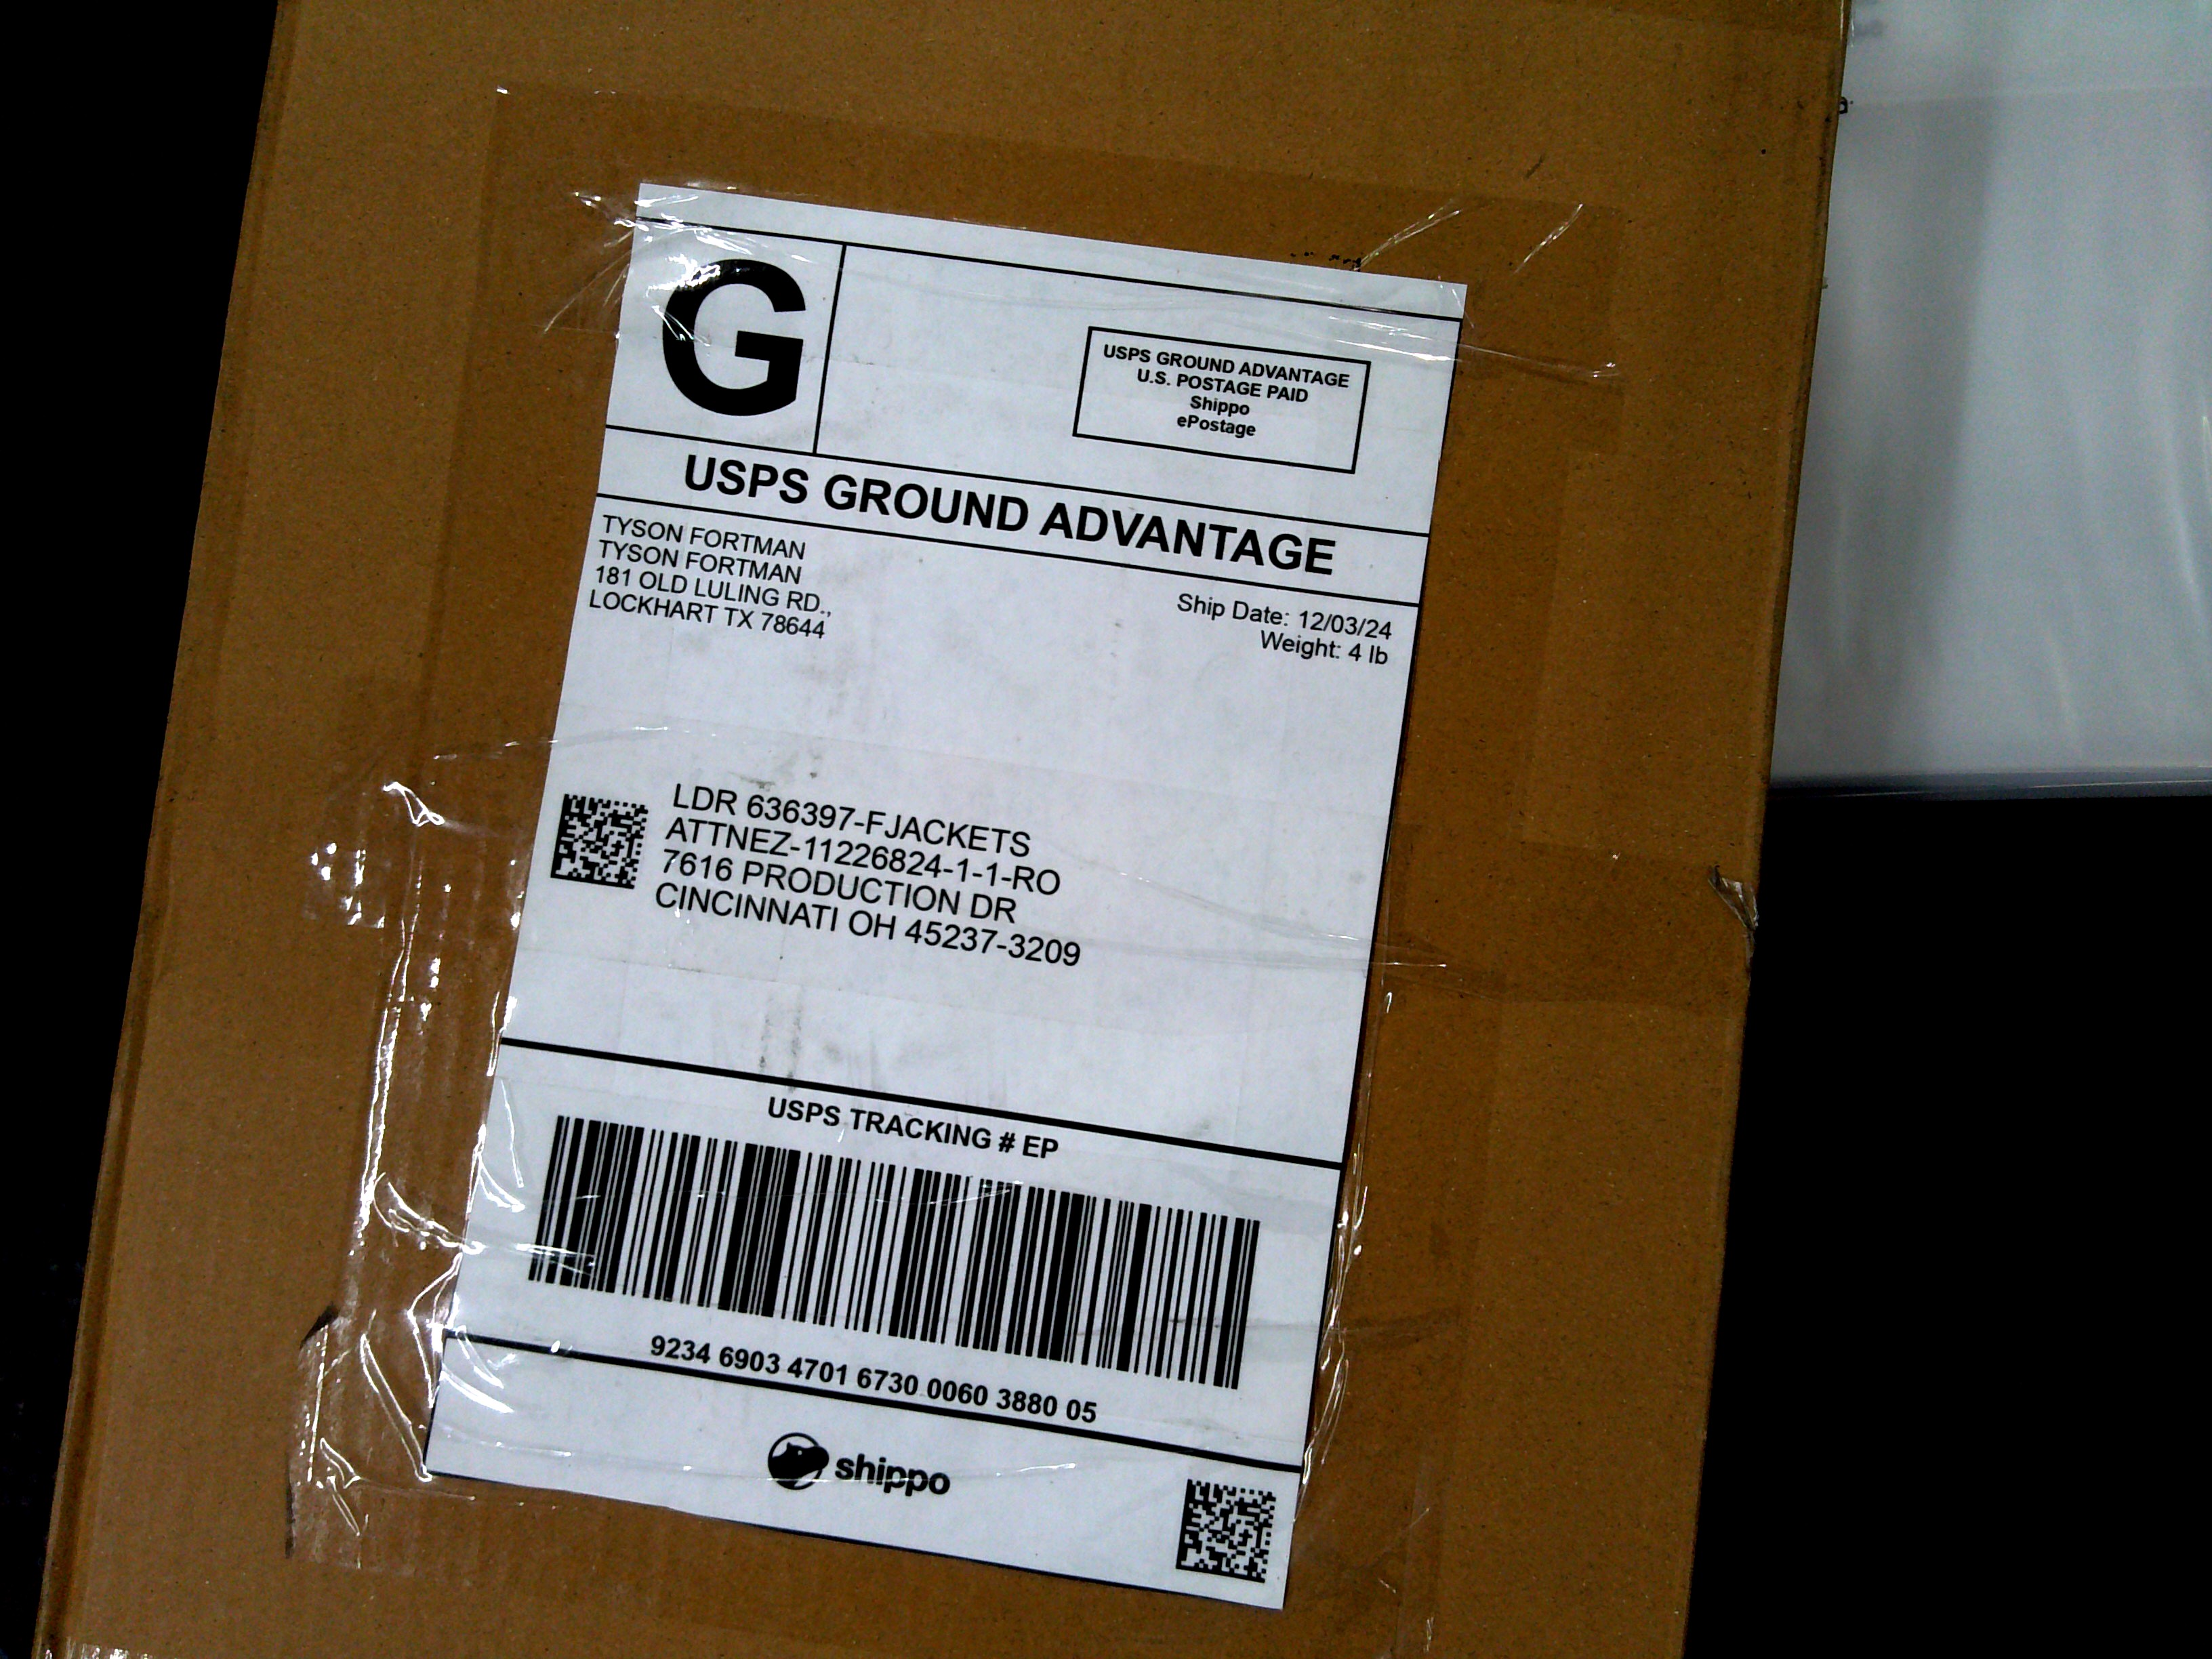 G
USPS GROUND ADVANTAGE
U.S. POSTAGE PAID
Shippo
ePostage
USPS GROUND ADVANTAGE
TYSON FORTMAN
TYSON FORTMAN
181 OLD LULING RD.,
LOCKHART TX 78644
Ship Date: 12/03/24
Weight: 4 lb
LDR 636397-FJACKETS
ATTNEZ-11226824-1-1-RO
7616 PRODUCTION DR
CINCINNATI OH 45237-3209
USPS TRACKING # EP
9234 6903 4701 6730 0060 3880 05
shippo